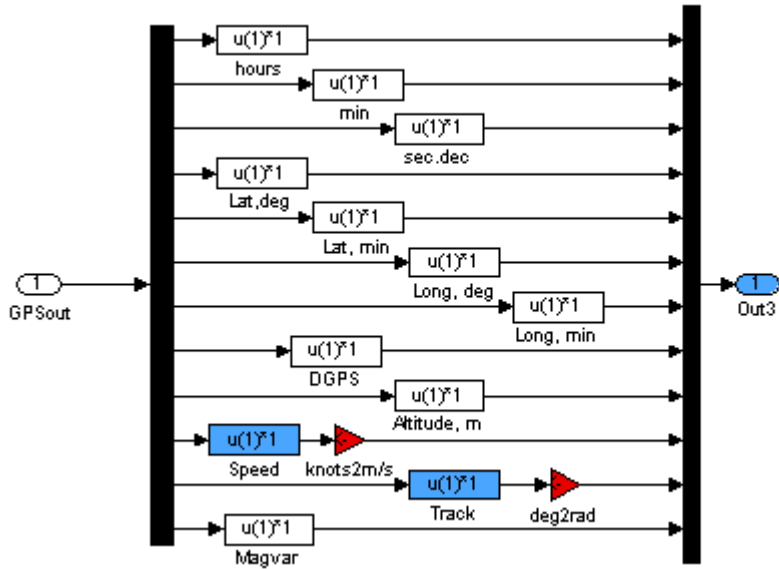 u(1)*1
hours
u(1)*1
min
u(1)*1
sec.dec
u(1)*1
Lat,deg
u(1)*1
Lat, min
u(1)*1
Long, deg
1
GPSout
1
Out3
u(1)*1
Long, min
u(1)*1
DGPS
u(1)*1
Altitude, m
u(1)*1
Speed
knots2m/s
u(1)*1
Track
deg2rad
u(1)*1
Magvar